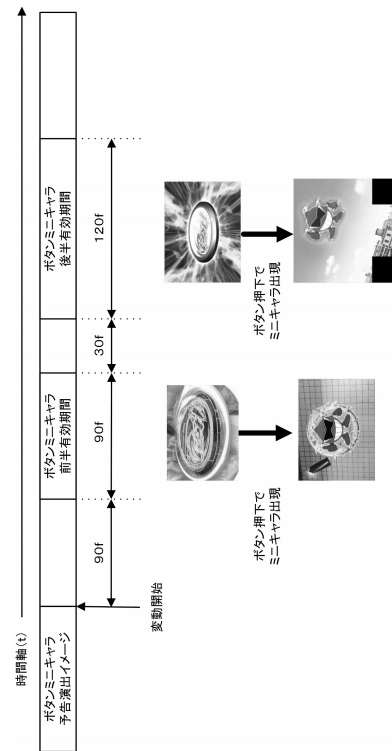 時間軸(t)
ボタンミニキャラ
予告演出イメージ
ボタンミニキャラ
前半有効期間
ボタンミニキャラ
後半有効期間
90f
90f
30f
120f
変動開始
ボタン押下で
ミニキャラ出現
ボタン押下で
ミニキャラ出現